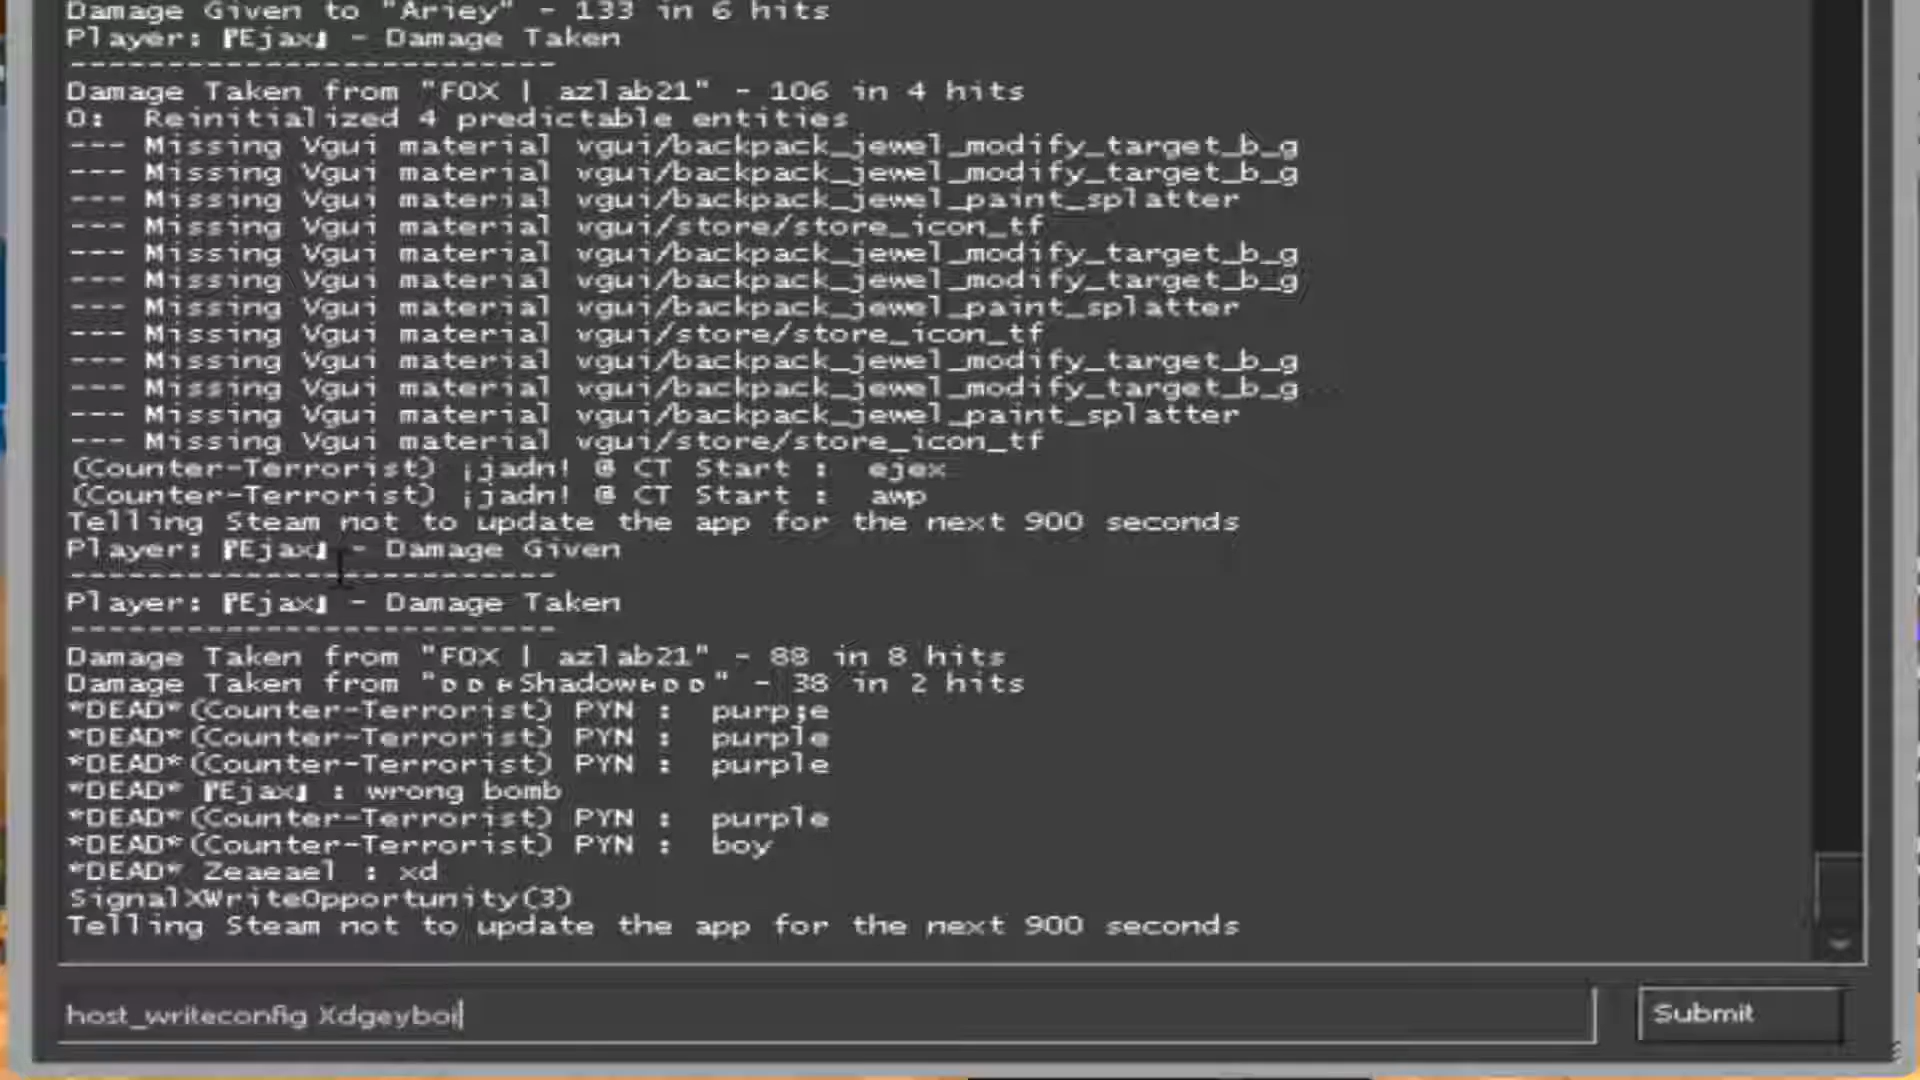 Damage Given to "Ariey" - 133 in 6 hits
Player: 『Ejax』 - Damage Taken
-------------------------
Damage Taken from "FOX | azlab21" - 106 in 4 hits
0:  Reinitialized 4 predictable entities
--- Missing Vgui material vgui/backpack_jewel_modify_target_b_g
--- Missing Vgui material vgui/backpack_jewel_modify_target_b_g
--- Missing Vgui material vgui/backpack_jewel_paint_splatter
--- Missing Vgui material vgui/store/store_icon_tf
--- Missing Vgui material vgui/backpack_jewel_modify_target_b_g
--- Missing Vgui material vgui/backpack_jewel_modify_target_b_g
--- Missing Vgui material vgui/backpack_jewel_paint_splatter
--- Missing Vgui material vgui/store/store_icon_tf
--- Missing Vgui material vgui/backpack_jewel_modify_target_b_g
--- Missing Vgui material vgui/backpack_jewel_modify_target_b_g
--- Missing Vgui material vgui/backpack_jewel_paint_splatter
--- Missing Vgui material vgui/store/store_icon_tf
(Counter-Terrorist) ¡jadn! @ CT Start :  ejex
(Counter-Terrorist) ¡jadn! @ CT Start :  awp
Telling Steam not to update the app for the next 900 seconds
Player: 『Ejax』 - Damage Given
-------------------------
Player: 『Ejax』 - Damage Taken
-------------------------
Damage Taken from "FOX | azlab21" - 88 in 8 hits
Damage Taken from "Shadow" - 38 in 2 hits
*DEAD*(Counter-Terrorist) PYN :  purp;e
*DEAD*(Counter-Terrorist) PYN :  purple
*DEAD*(Counter-Terrorist) PYN :  purple
*DEAD* 『Ejax』 : wrong bomb
*DEAD*(Counter-Terrorist) PYN :  purple
*DEAD*(Counter-Terrorist) PYN :  boy
*DEAD* Zeaeael : xd
SignalXWriteOpportunity(3)
Telling Steam not to update the app for the next 900 seconds
host_writeconfig Xdgeyboi
Submit